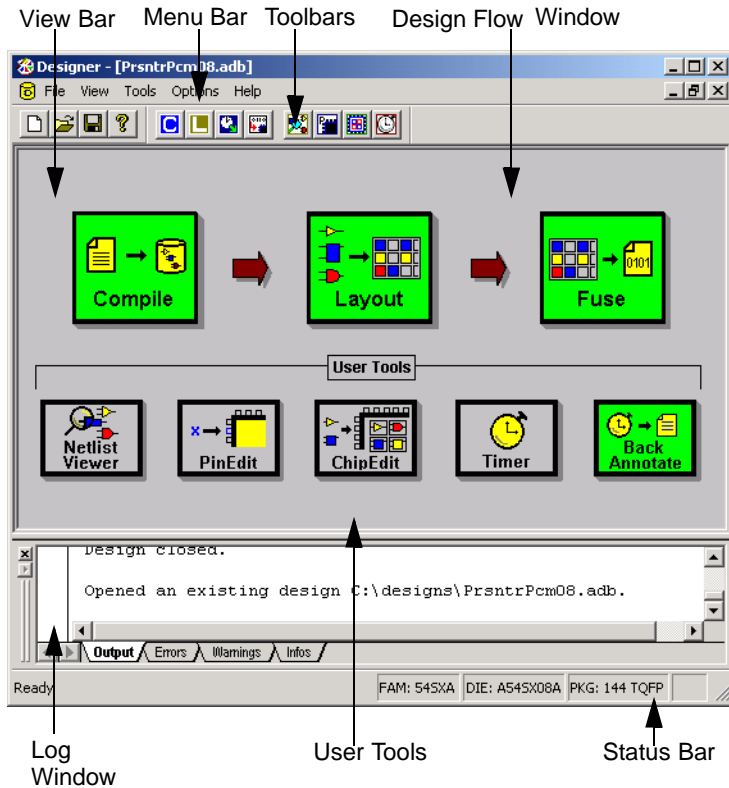 View Bar Menu Bar Toolbars Design Flow Window
Designer - [PrsntrPcm08.adb]
File View Tools Options Help
Compile
Layout
0101
Fuse
User Tools
Netlist
Viewer
x
PinEdit
ChipEdit
Timer
Back
Annotate
Design closed.
Opened an existing design C:\designs\PrsntrPcm08.adb.
Output Errors Warnings Infos
Ready FAM: 54SXA DIE: A54SX08A PKG: 144 TQFP
Log
Window
User Tools
Status Bar